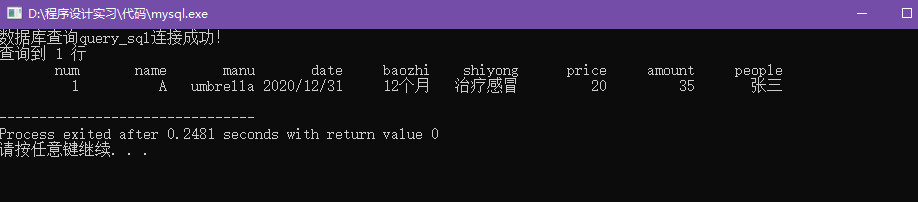 D:\程序设计实习\代码\mysql.exe
数据库查询query_sql连接成功!
查询到 1 行
num name manu date baozhi shiyong price amount people
1 A umbrella 2020/12/31 12个月 治疗感冒 20 35 张三
--------------------------------
Process exited after 0.2481 seconds with return value 0
请按任意键继续. . .